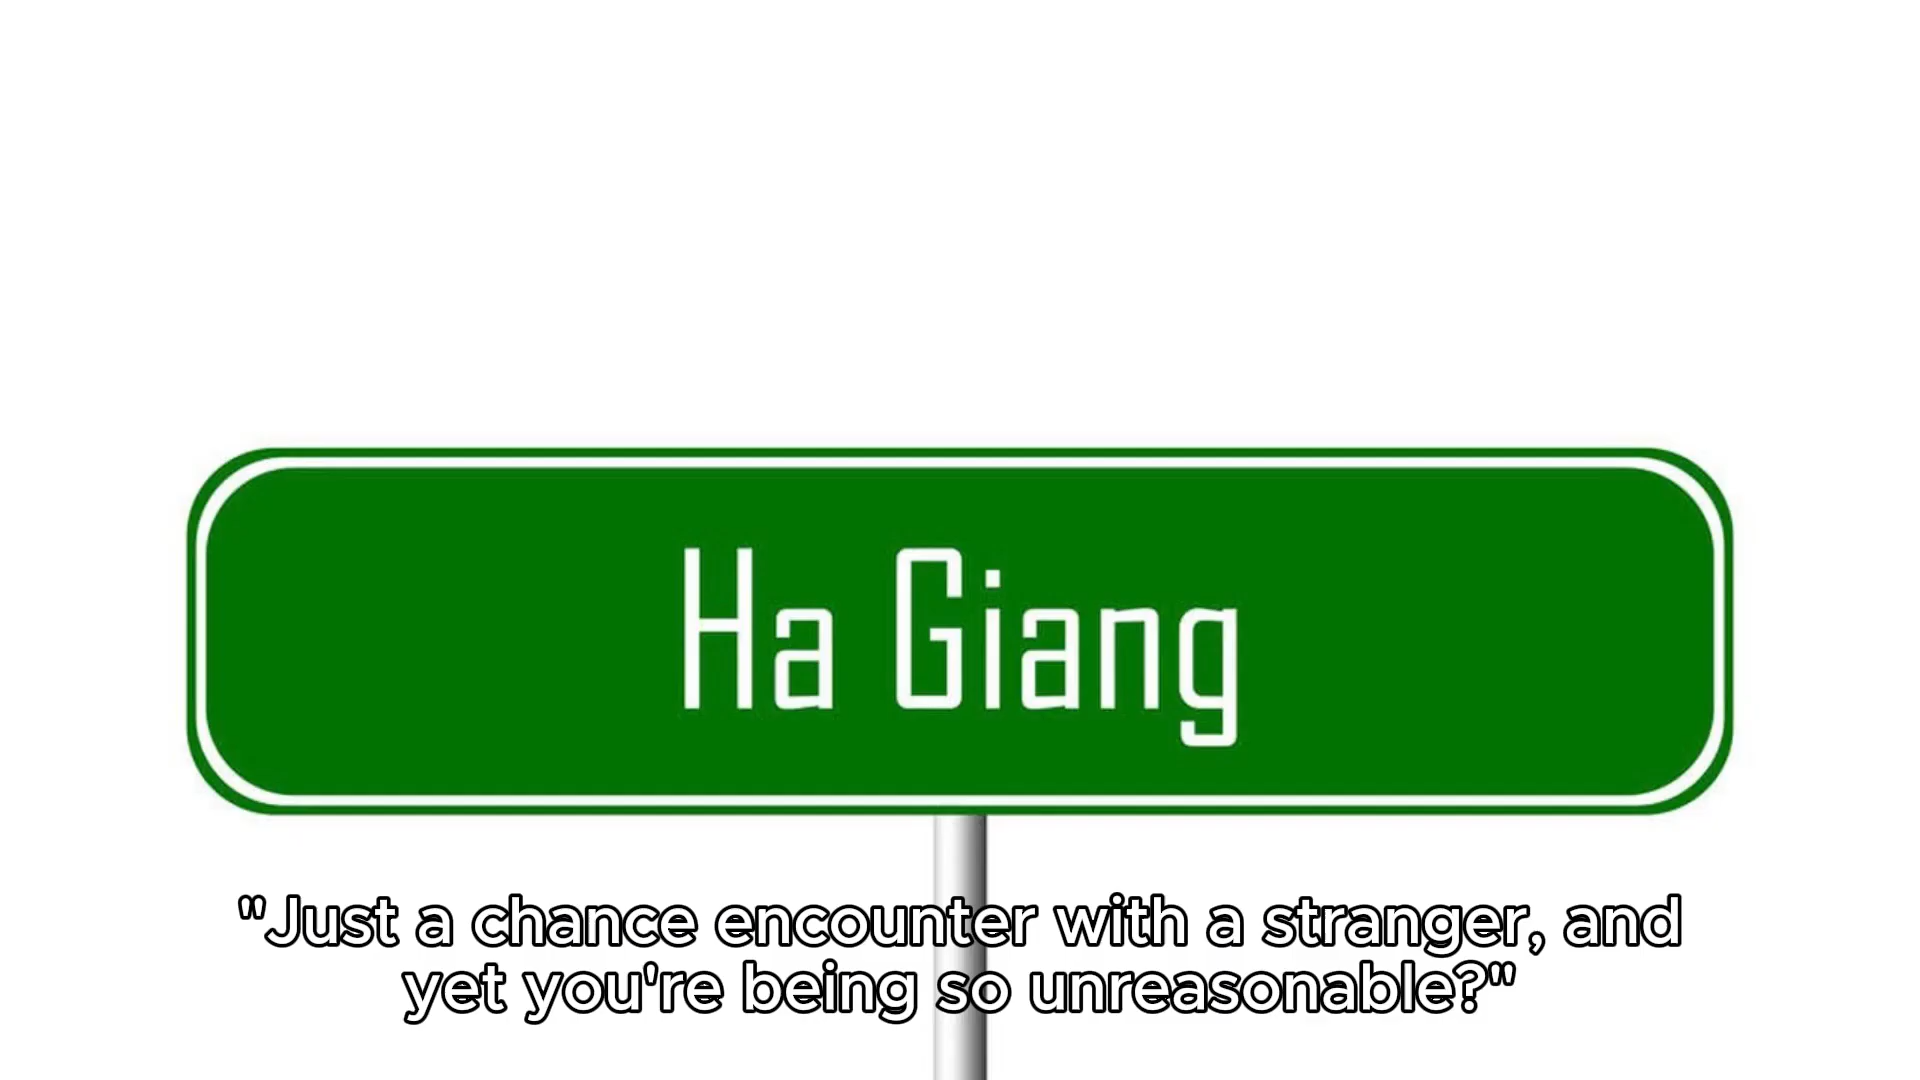 Ha Giang
"Just a chance encounter with a stranger, and
yet you're being so unreasonable?"